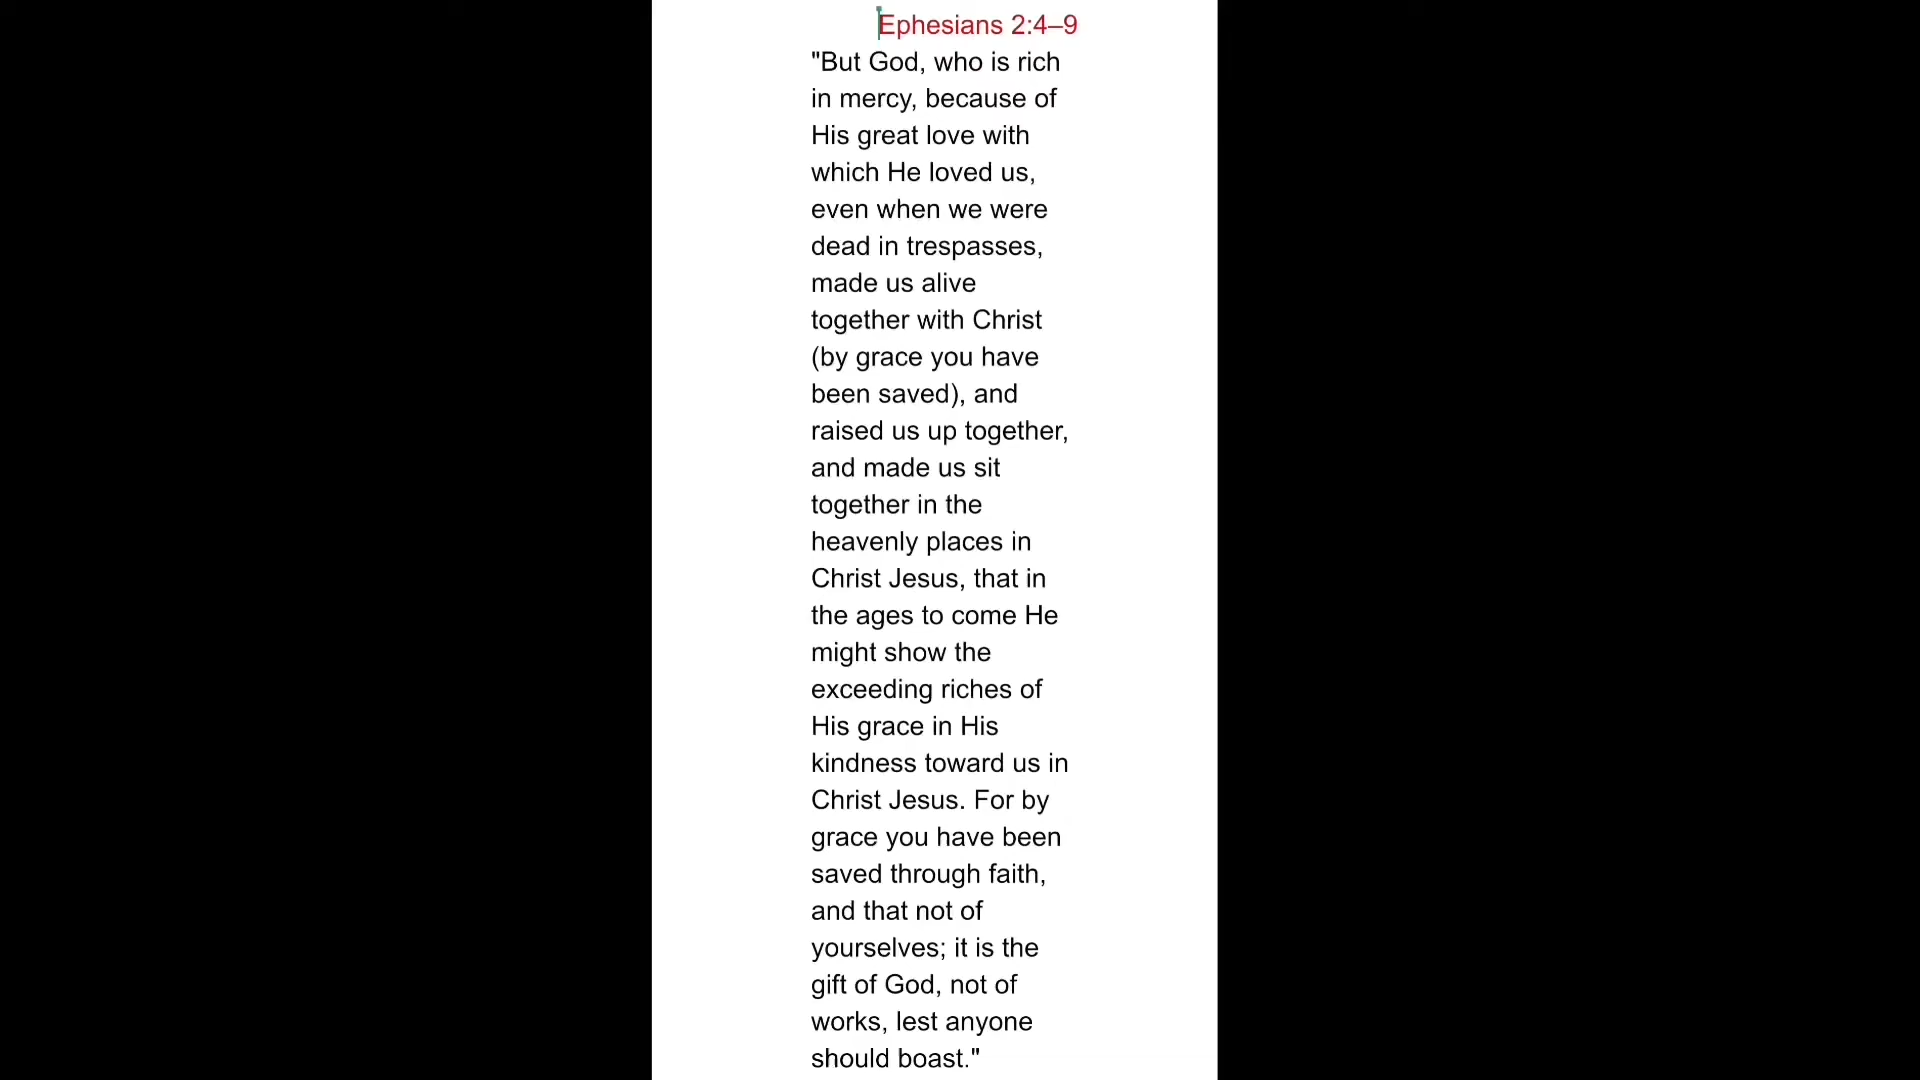 Ephesians 2:4–9
"But God, who is rich
in mercy, because of
His great love with
which He loved us,
even when we were
dead in trespasses,
made us alive
together with Christ
(by grace you have
been saved), and
raised us up together,
and made us sit
together in the
heavenly places in
Christ Jesus, that in
the ages to come He
might show the
exceeding riches of
His grace in His
kindness toward us in
Christ Jesus. For by
grace you have been
saved through faith,
and that not of
yourselves; it is the
gift of God, not of
works, lest anyone
should boast."